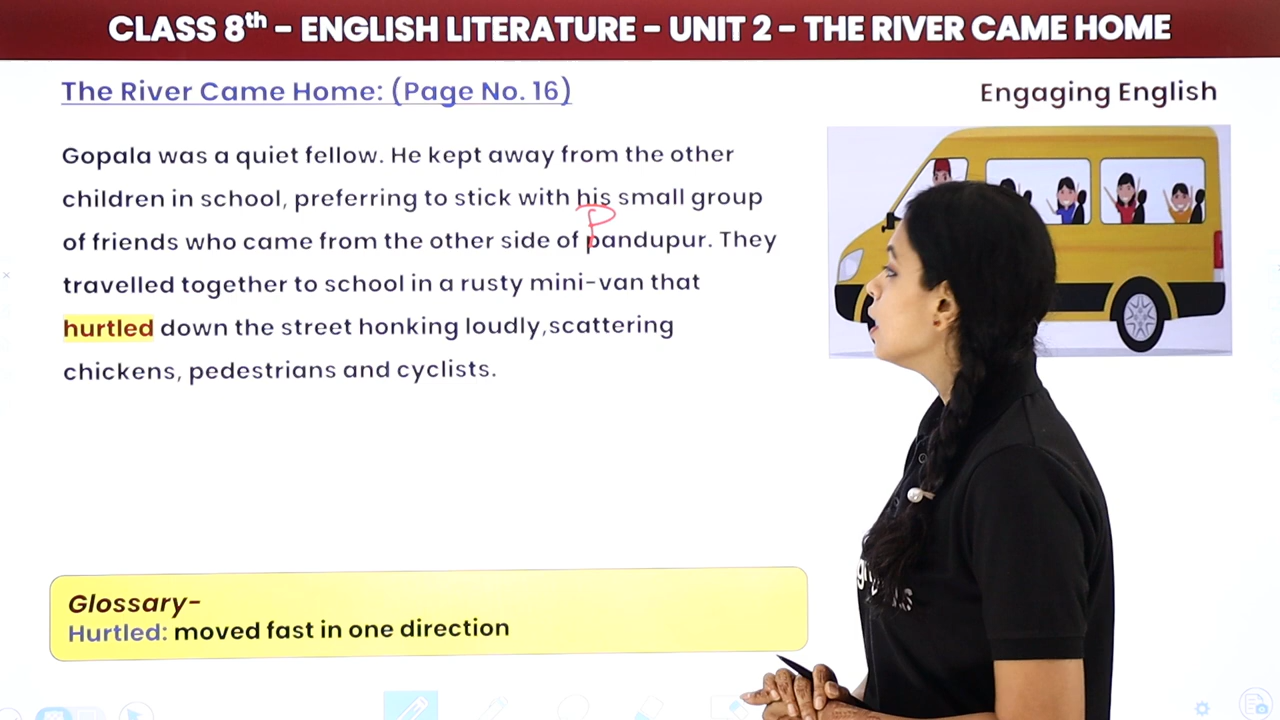 CLASS 8th - ENGLISH LITERATURE - UNIT 2 - THE RIVER CAME HOME
The River Came Home: (Page No. 16)
Engaging English
Gopala was a quiet fellow. He kept away from the other
children in school, preferring to stick with his small group
P
of friends who came from the other side of pandupur. They
travelled together to school in a rusty mini-van that
hurtled down the street honking loudly,scattering
chickens, pedestrians and cyclists.
Glossary-
Hurtled: moved fast in one direction